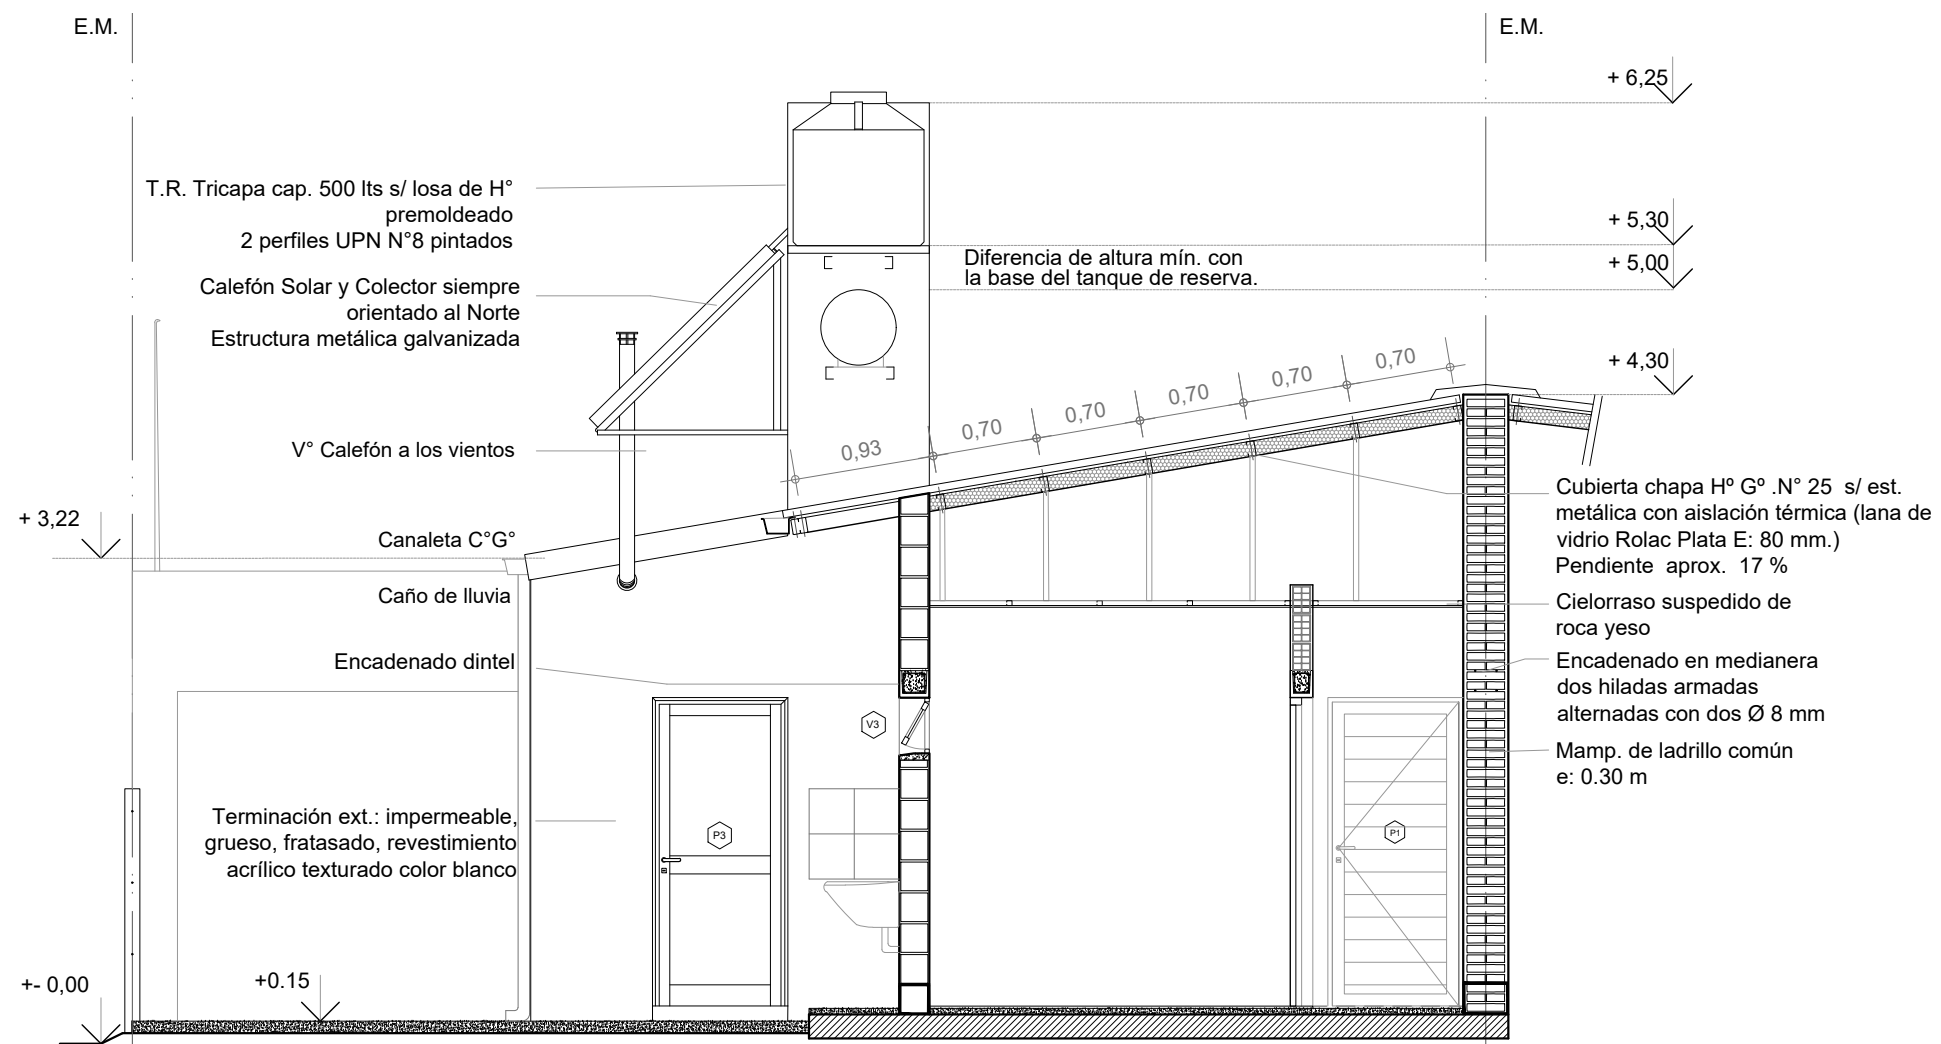 E.M.
E.M.
+ 6,25
T.R. Tricapa cap. 500 lts s/ losa de H°
premoldeado
2 perfiles UPN N°8 pintados
+ 5,30
Diferencia de altura mín. con
la base del tanque de reserva.
+ 5,00
Calefón Solar y Colector siempre
orientado al Norte
Estructura metálica galvanizada
+ 4,30
0,93
0,70
0,70
0,70
0,70
0,70
V° Calefón a los vientos
Cubierta chapa Hº Gº .N° 25 s/ est.
metálica con aislación térmica (lana de
vidrio Rolac Plata E: 80 mm.)
Pendiente aprox. 17 %
+ 3,22
Canaleta C°G°
Caño de lluvia
Cielorraso suspedido de
roca yeso
Encadenado dintel
Encadenado en medianera
dos hiladas armadas
alternadas con dos Ø 8 mm
V3
Mamp. de ladrillo común
e: 0.30 m
Terminación ext.: impermeable,
grueso, fratasado, revestimiento
acrílico texturado color blanco
P3
P1
+- 0,00
+0.15